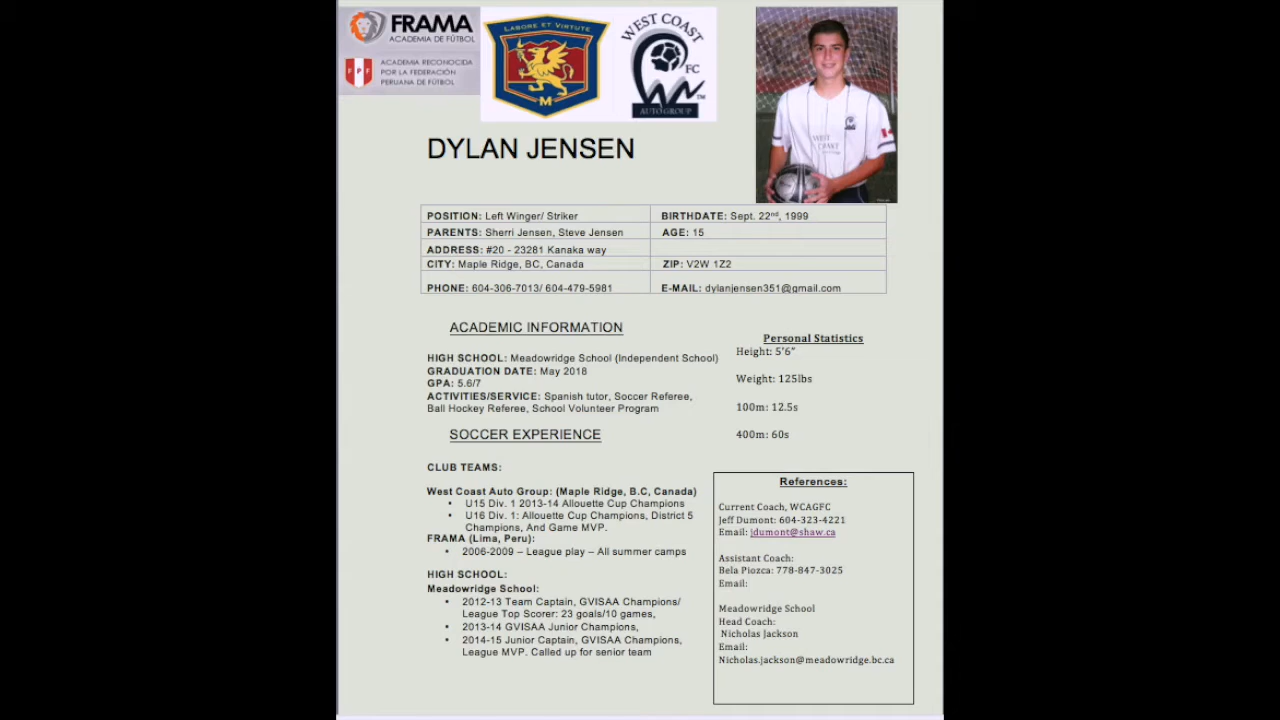 FRAMA
ACADEMIA DE FÚTBOL
FPF
ACADEMIA RECONOCIDA
POR LA FEDERACIÓN
PERUANA DE FÚTBOL
LABORE ET VIRTUTE
M
WEST COAST
FC
TM
AUTO GROUP
WEST
COAST
DYLAN JENSEN
POSITION: Left Winger/ Striker
BIRTHDATE: Sept. 22nd, 1999
PARENTS: Sherri Jensen, Steve Jensen
AGE: 15
ADDRESS: #20 - 23281 Kanaka way
CITY: Maple Ridge, BC, Canada
ZIP: V2W 1Z2
PHONE: 604-306-7013/ 604-479-5981
E-MAIL: dylanjensen351@gmail.com
ACADEMIC INFORMATION
HIGH SCHOOL: Meadowridge School (Independent School)
GRADUATION DATE: May 2018
GPA: 5.6/7
ACTIVITIES/SERVICE: Spanish tutor, Soccer Referee,
Ball Hockey Referee, School Volunteer Program
Personal Statistics
Height: 5'6"
Weight: 125lbs
100m: 12.5s
400m: 60s
SOCCER EXPERIENCE
CLUB TEAMS:
West Coast Auto Group: (Maple Ridge, B.C, Canada)
• U15 Div. 1 2013-14 Allouette Cup Champions
• U16 Div. 1: Allouette Cup Champions, District 5
Champions, And Game MVP.
FRAMA (Lima, Peru):
• 2006-2009 – League play – All summer camps
HIGH SCHOOL:
Meadowridge School:
• 2012-13 Team Captain, GVISAA Champions/
League Top Scorer: 23 goals/10 games,
• 2013-14 GVISAA Junior Champions,
• 2014-15 Junior Captain, GVISAA Champions,
League MVP. Called up for senior team
References:
Current Coach, WCAGFC
Jeff Dumont: 604-323-4221
Email: jdumont@shaw.ca
Assistant Coach:
Bela Piozca: 778-847-3025
Email:
Meadowridge School
Head Coach:
Nicholas Jackson
Email:
Nicholas.jackson@meadowridge.bc.ca